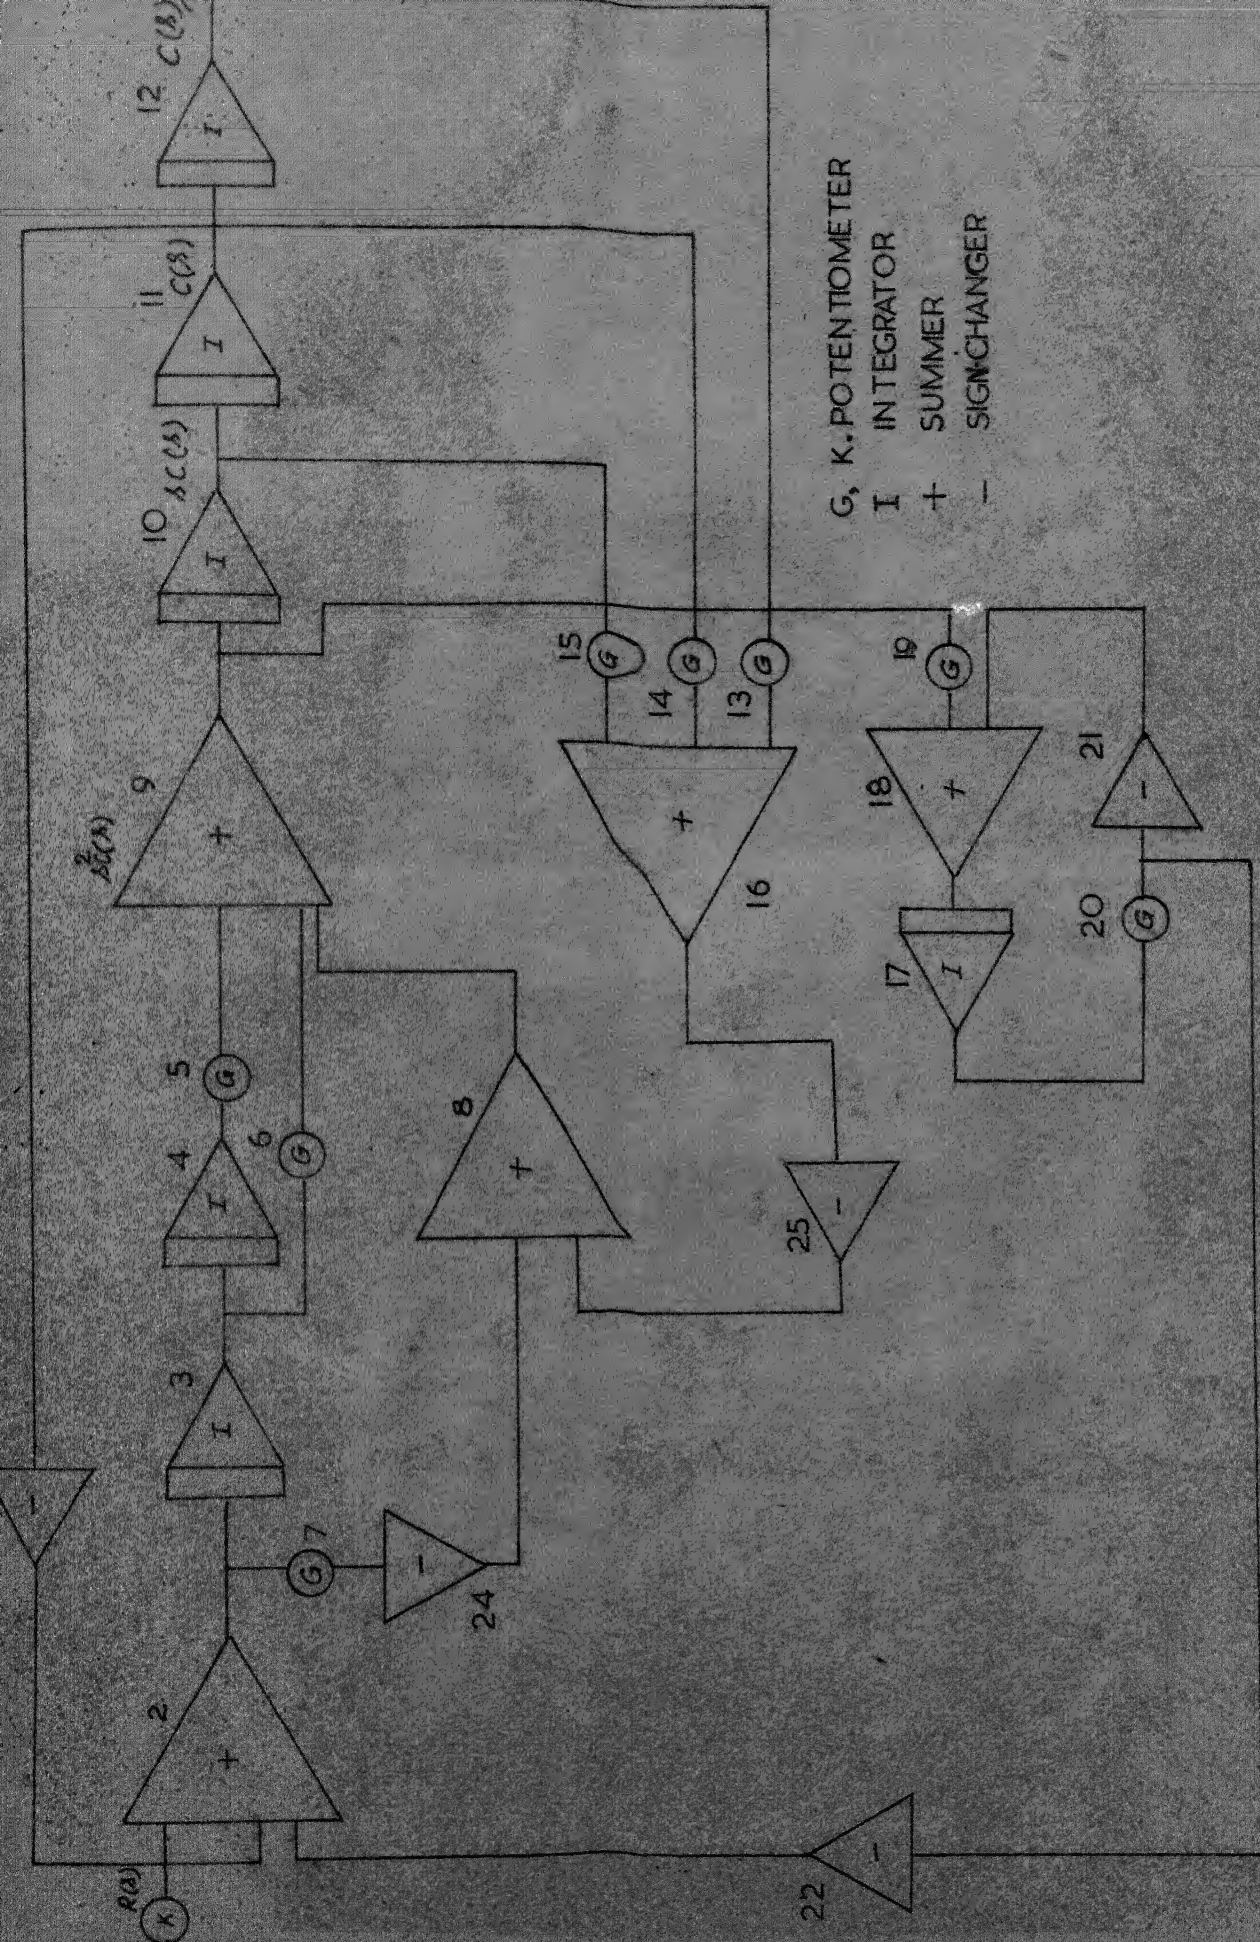 R(s)
K
+
2
G
7
-
24
-
I
3
I
4
G
5
G
6
+
8
+
9
s²C(s)
I
10
sC(s)
I
11
C(s)
I
12
G
15
G
14
G
13
+
16
-
25
G
19
+
18
I
17
G
20
-
21
-
22
G, K. POTENTIOMETER
I INTEGRATOR
+ SUMMER
- SIGN-CHANGER